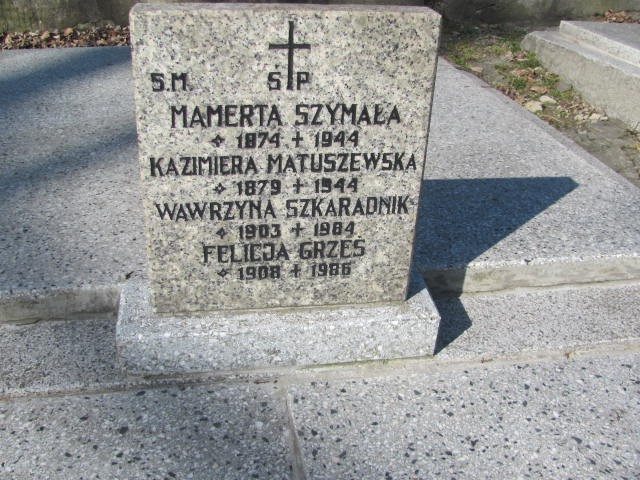 S.M. Ś P
MAMERTA SZYMAŁA
* 1874 + 1944
KAZIMIERA MATUSZEWSKA
* 1879 + 1944
WAWRZYNA SZKARADNIK
* 1903 + 1984
FELICJA GRZEŚ
* 1908 + 1986